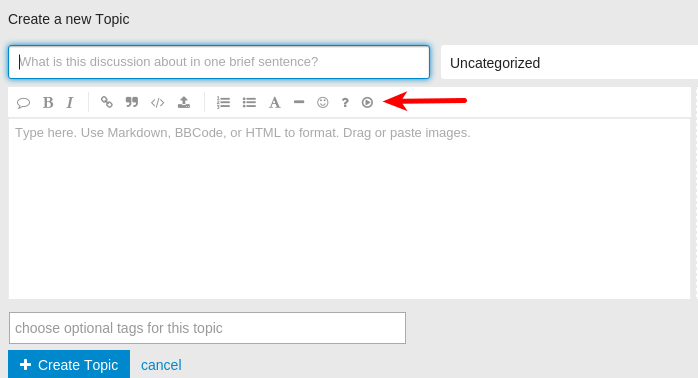 Create a new Topic
What is this discussion about in one brief sentence?
Uncategorized
B I </> A ?
Type here. Use Markdown, BBCode, or HTML to format. Drag or paste images.
choose optional tags for this topic
+ Create Topic cancel